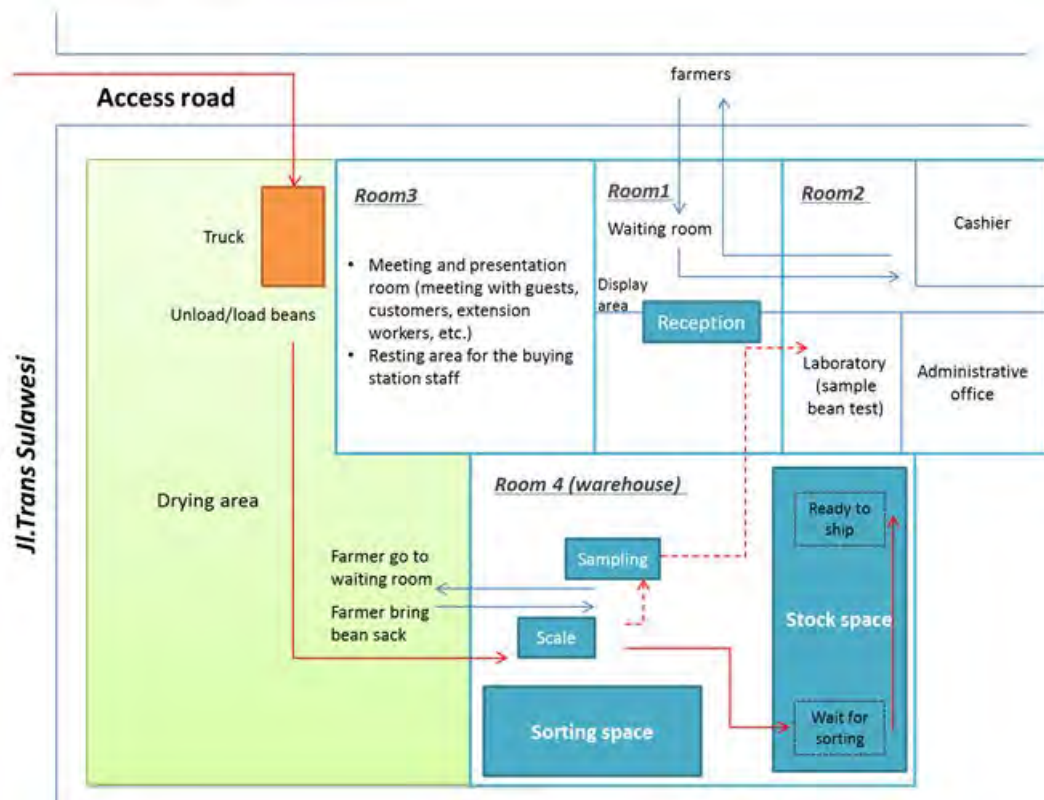 farmers
Access road
Room3
Room1
Room2
Truck
Waiting room
Cashier
• Meeting and presentation
room (meeting with guests,
customers, extension
workers, etc.)
• Resting area for the buying
station staff
Display
area
Unload/load beans
Reception
Laboratory
(sample
bean test)
Administrative
office
Jl.Trans Sulawesi
Drying area
Room 4 (warehouse)
Ready to
ship
Sampling
Farmer go to
waiting room
Farmer bring
bean sack
Scale
Stock space
Sorting space
Wait for
sorting